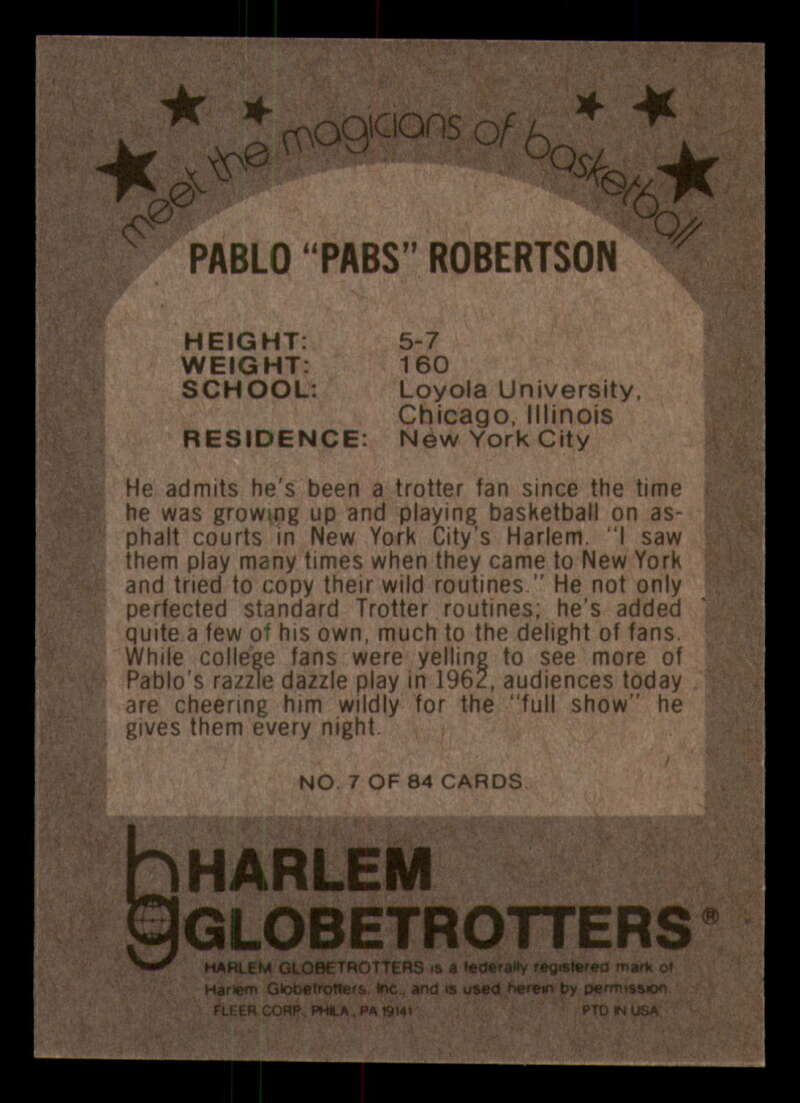 meet the magicians of basketball
PABLO "PABS" ROBERTSON
HEIGHT: 5-7
WEIGHT: 160
SCHOOL: Loyola University,
Chicago, Illinois
RESIDENCE: New York City
He admits he's been a trotter fan since the time
he was growing up and playing basketball on as-
phalt courts in New York City's Harlem. "I saw
them play many times when they came to New York
and tried to copy their wild routines." He not only
perfected standard Trotter routines; he's added
quite a few of his own, much to the delight of fans.
While college fans were yelling to see more of
Pablo's razzle dazzle play in 1962, audiences today
are cheering him wildly for the "full show" he
gives them every night.
NO. 7 OF 84 CARDS
hg HARLEM
GLOBETROTTERS®
HARLEM GLOBETROTTERS is a federally registered mark of
Harlem Globetrotters, Inc., and is used herein by permission.
FLEER CORP., PHILA., PA 19141 PTD IN USA